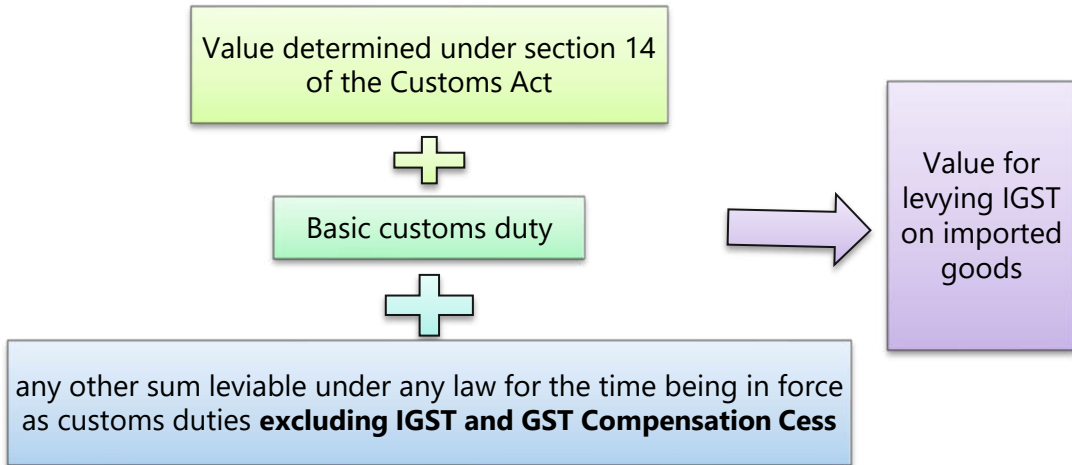 Value determined under section 14
of the Customs Act
Basic customs duty
any other sum leviable under any law for the time being in force
as customs duties excluding IGST and GST Compensation Cess
Value for
levying IGST
on imported
goods